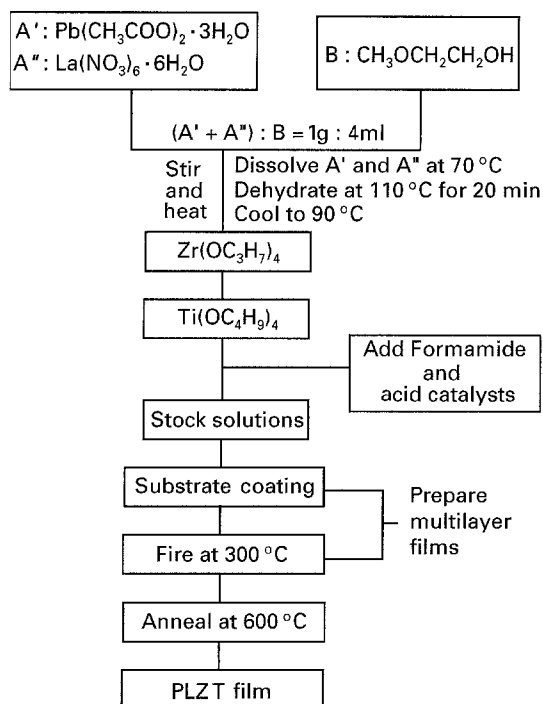 A' : Pb(CH₃COO)₂·3H₂O
A" : La(NO₃)₆·6H₂O
B : CH₃OCH₂CH₂OH
(A' + A") : B = 1g : 4ml
Stir
and
heat
Dissolve A' and A" at 70 °C
Dehydrate at 110 °C for 20 min
Cool to 90 °C
Zr(OC₃H₇)₄
Ti(OC₄H₉)₄
Add Formamide
and
acid catalysts
Stock solutions
Substrate coating
Prepare
multilayer
films
Fire at 300 °C
Anneal at 600 °C
PLZT film